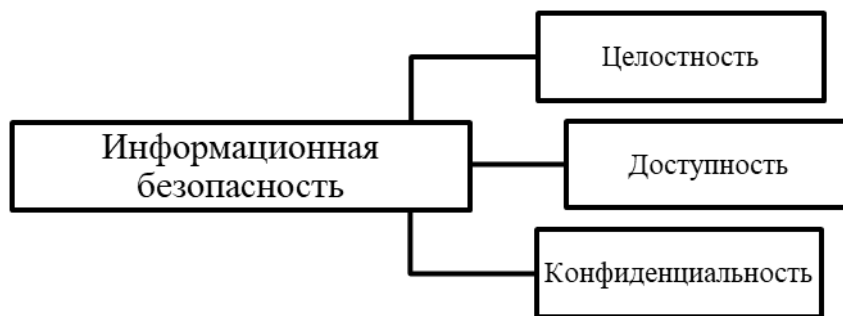 Целостность
Информационная
безопасность
Доступность
Конфиденциальность